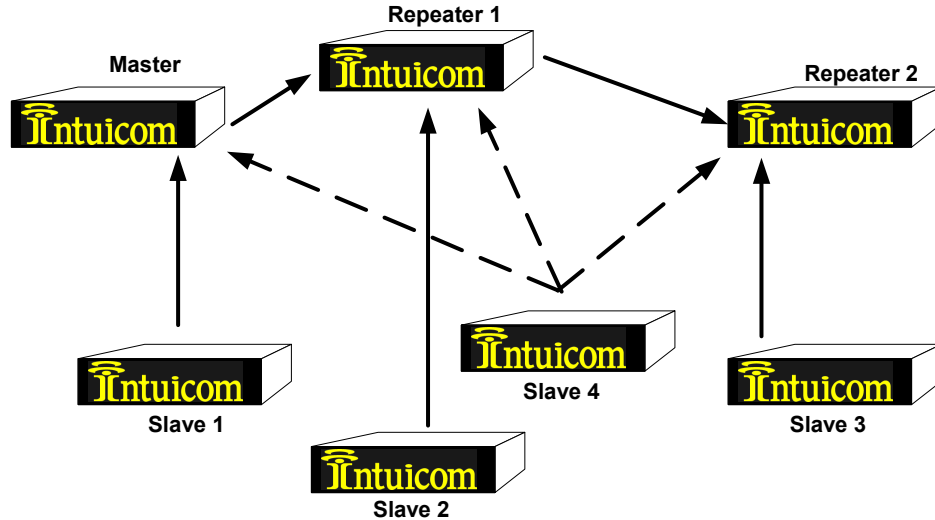 Repeater 1
Intuicom
Master
Intuicom
Repeater 2
Intuicom
Intuicom
Slave 4
Intuicom
Slave 1
Intuicom
Slave 3
Intuicom
Slave 2